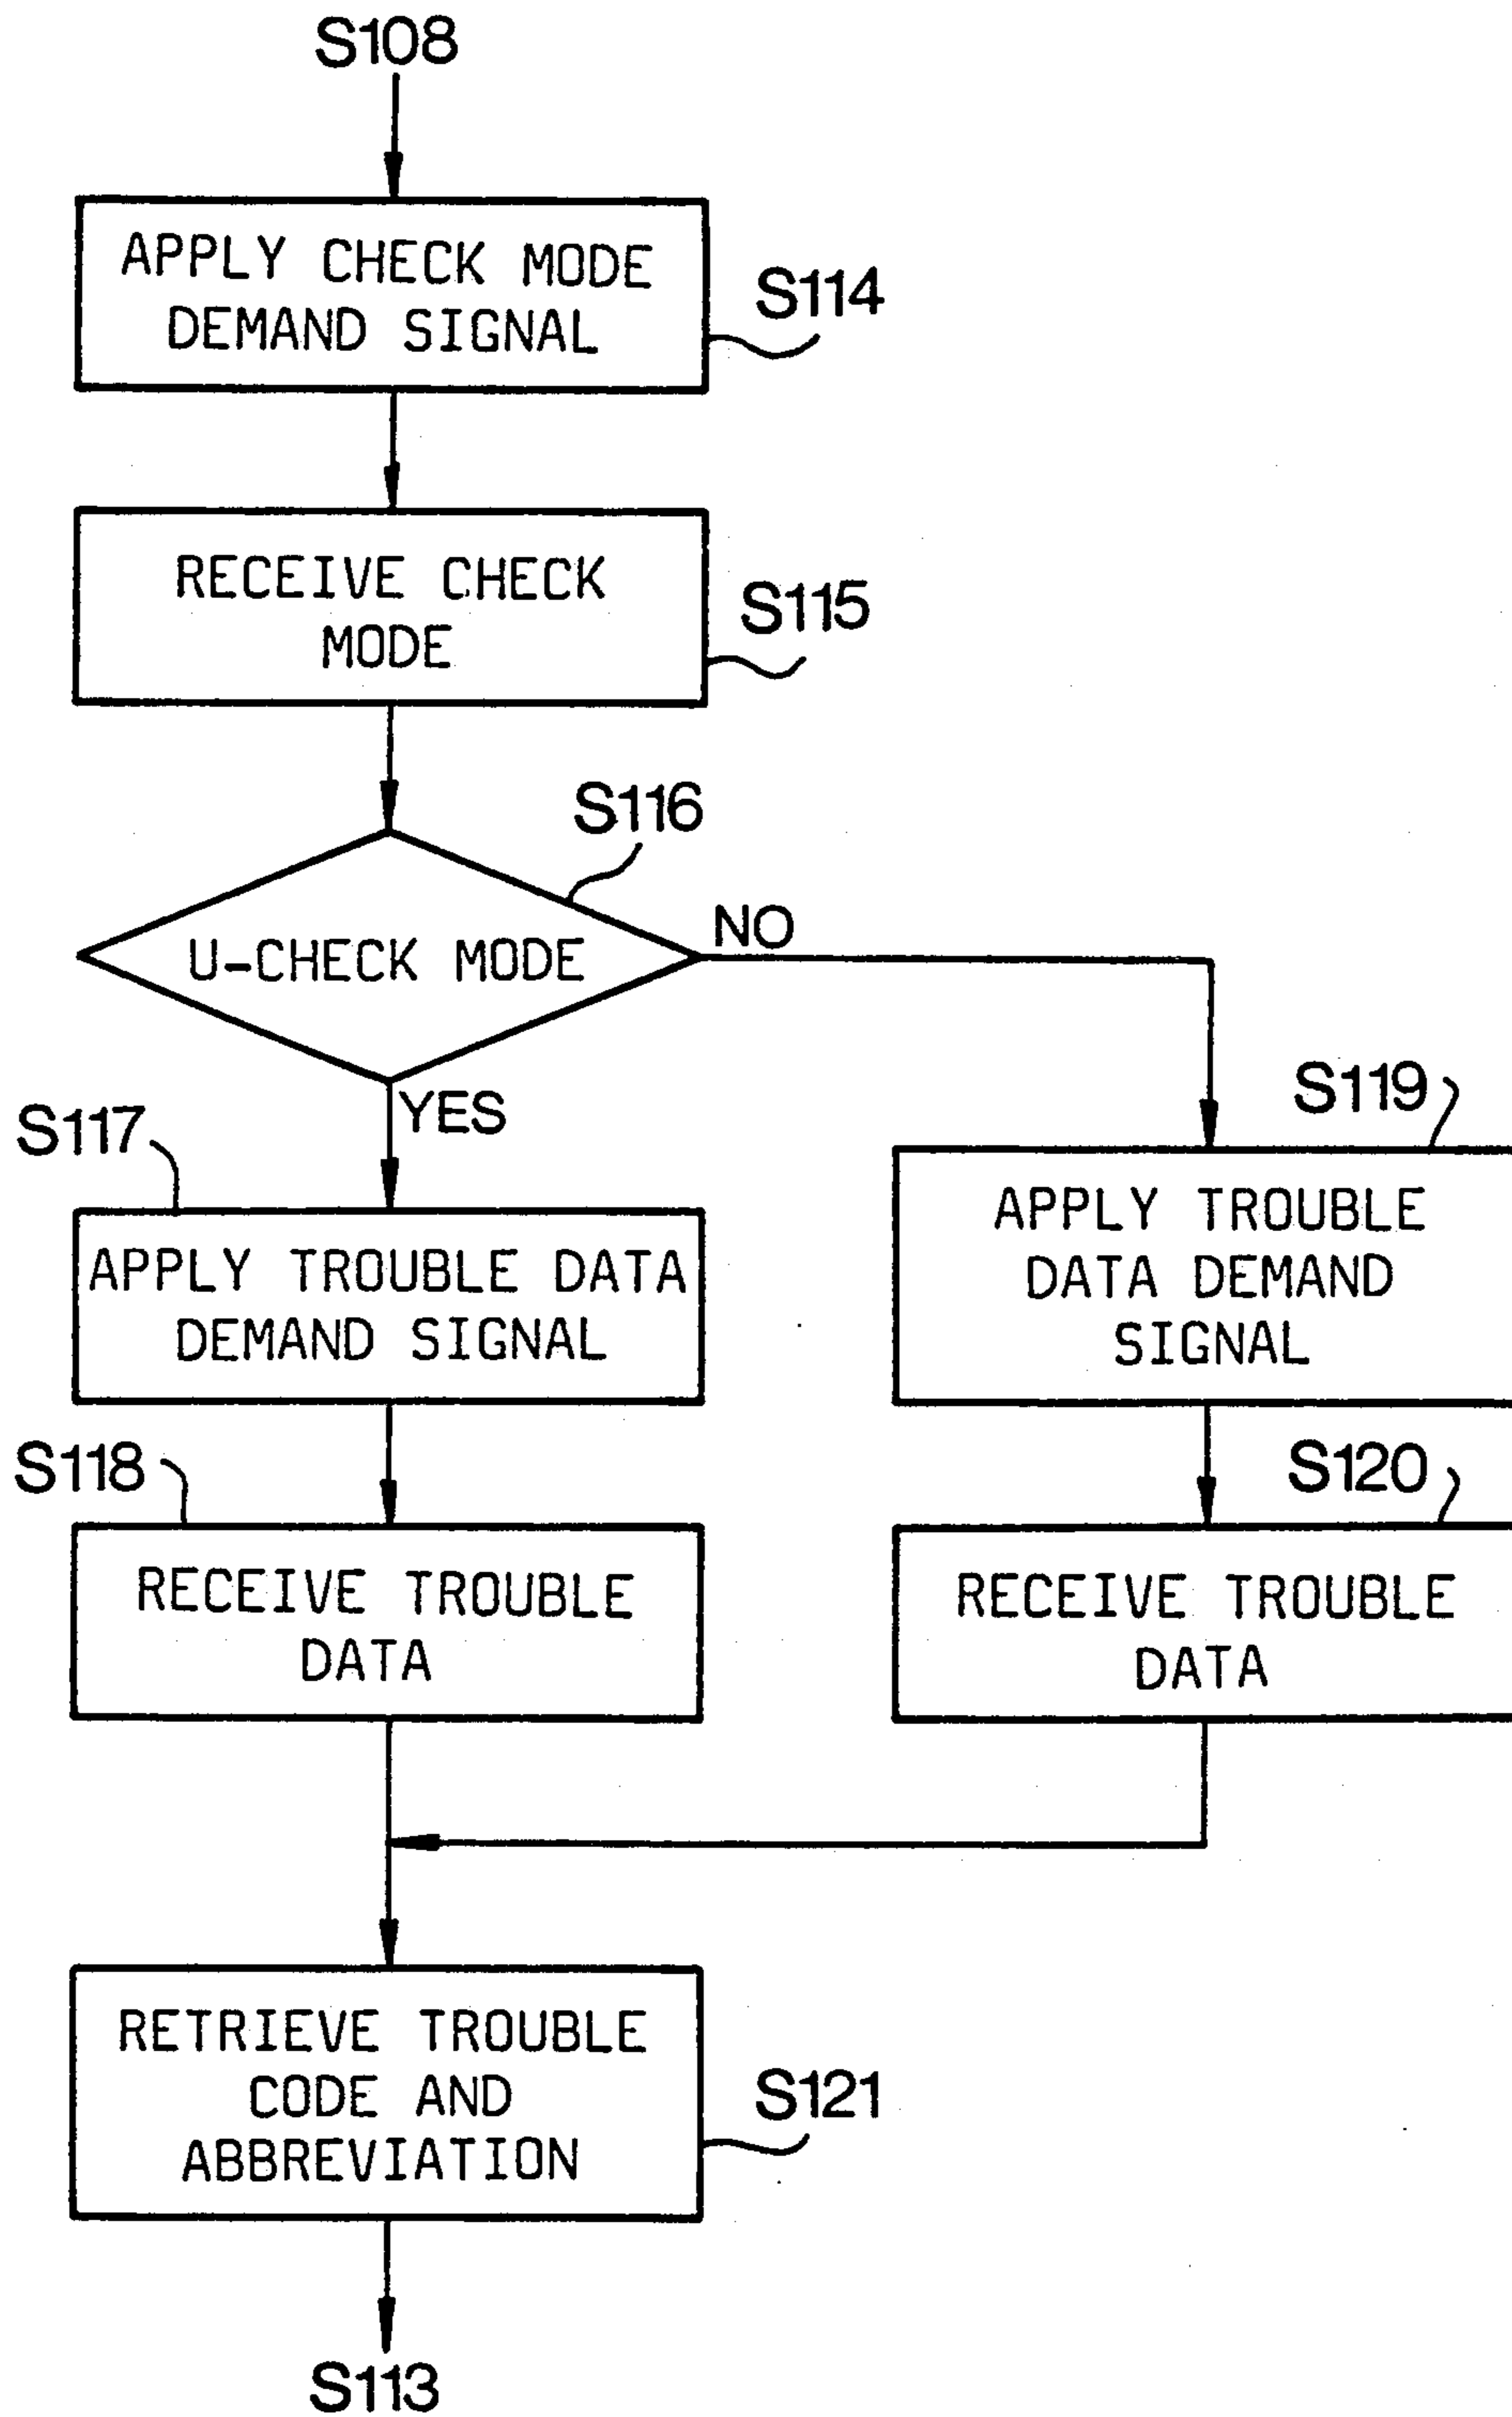 S108
APPLY CHECK MODE
DEMAND SIGNAL
S114
RECEIVE CHECK
MODE
S115
S116
U-CHECK MODE
NO
YES
S117
APPLY TROUBLE DATA
DEMAND SIGNAL
S119
APPLY TROUBLE
DATA DEMAND
SIGNAL
S118
RECEIVE TROUBLE
DATA
S120
RECEIVE TROUBLE
DATA
RETRIEVE TROUBLE
CODE AND
ABBREVIATION
S121
S113